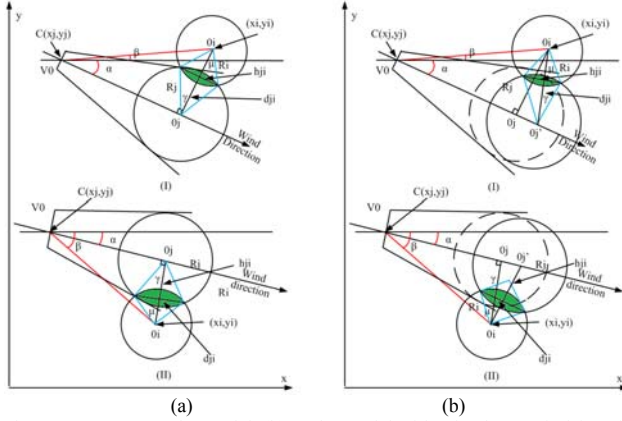 y
C(xj,yj)
V0
α
β
0i
(xi,yi)
μ
Ri
hji
Rj
dji
γ
0j
Wind
Direction
(I)
C(xj,yj)
V0
β
α
0j
Rj
γ
hji
Wind
direction
Ri
μ
(xi,yi)
0i
dji
(II)
x
(a)
y
C(xj,yj)
V0
α
β
0i
(xi,yi)
μ
Ri
hji
Rj
dji
γ
0j
0j'
Wind
Direction
(I)
C(xj,yj)
V0
β
α
0j
0j'
Rj
hji
γ
Wind
direction
Ri
μ
(xi,yi)
0i
dji
(II)
x
(b)